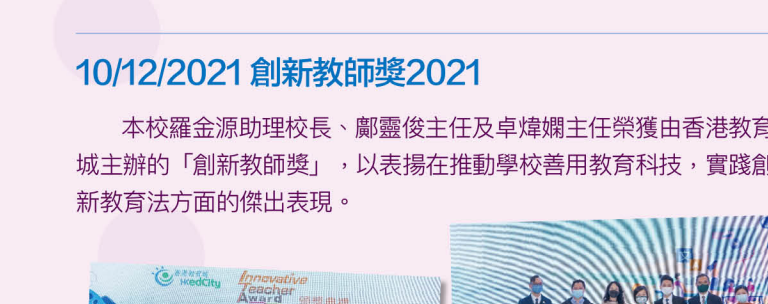 10/12/2021 創新教師獎2021
本校羅金源助理校長、鄺靈俊主任及卓煒嫻主任榮獲由香港教育
城主辦的「創新教師獎」，以表揚在推動學校善用教育科技，實踐創
新教育法方面的傑出表現。
香港教育城
HKedCity
Innovative
Teacher
Award